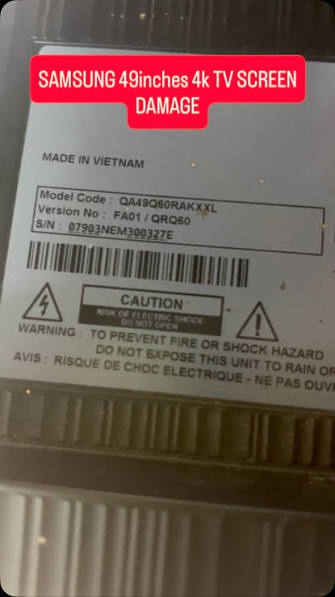 SAMSUNG 49inches 4k TV SCREEN
DAMAGE
MADE IN VIETNAM
Model Code : QA49Q60RAKXXL
Version No : FA01 / QRQ60
S/N : 07903NEM300327E
CAUTION
RISK OF ELECTRIC SHOCK
DO NOT OPEN
WARNING : TO PREVENT FIRE OR SHOCK HAZARD
DO NOT EXPOSE THIS UNIT TO RAIN OR
AVIS : RISQUE DE CHOC ELECTRIQUE - NE PAS OUV